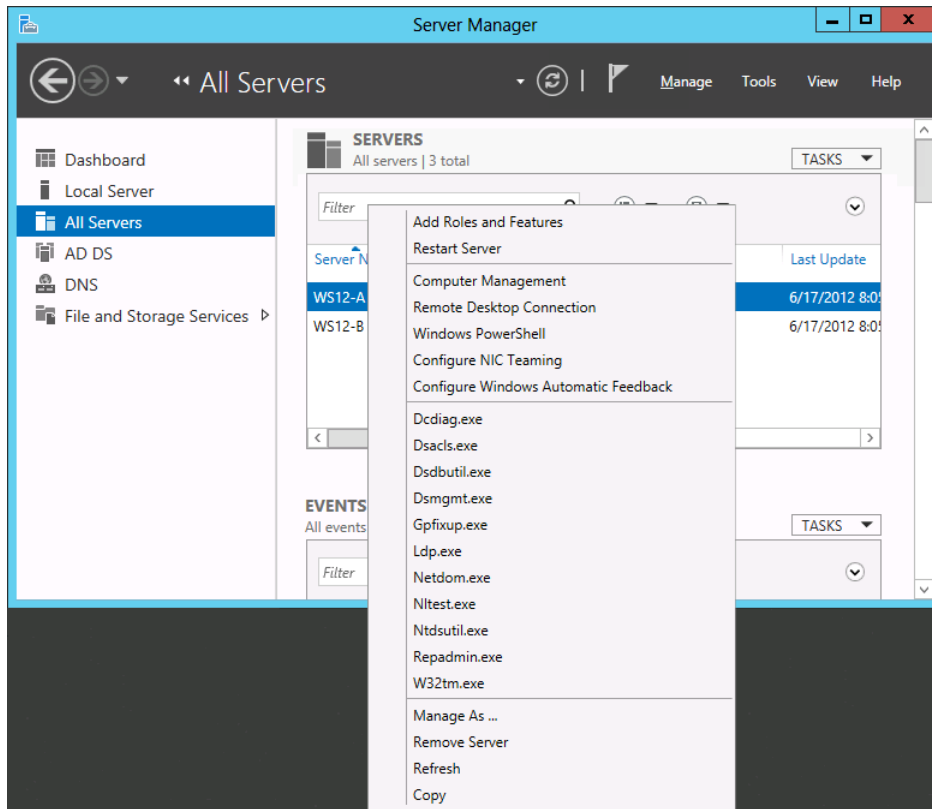 Server Manager
All Servers
Manage Tools View Help
Dashboard
Local Server
All Servers
AD DS
DNS
File and Storage Services
SERVERS
All servers | 3 total
TASKS
Filter
Server N
Last Update
WS12-A
6/17/2012 8:05
WS12-B
6/17/2012 8:05
EVENTS
All events
TASKS
Filter
Add Roles and Features
Restart Server
Computer Management
Remote Desktop Connection
Windows PowerShell
Configure NIC Teaming
Configure Windows Automatic Feedback
Dcdiag.exe
Dsacls.exe
Dsdbutil.exe
Dsmgmt.exe
Gpfixup.exe
Ldp.exe
Netdom.exe
Nltest.exe
Ntdsutil.exe
Repadmin.exe
W32tm.exe
Manage As ...
Remove Server
Refresh
Copy